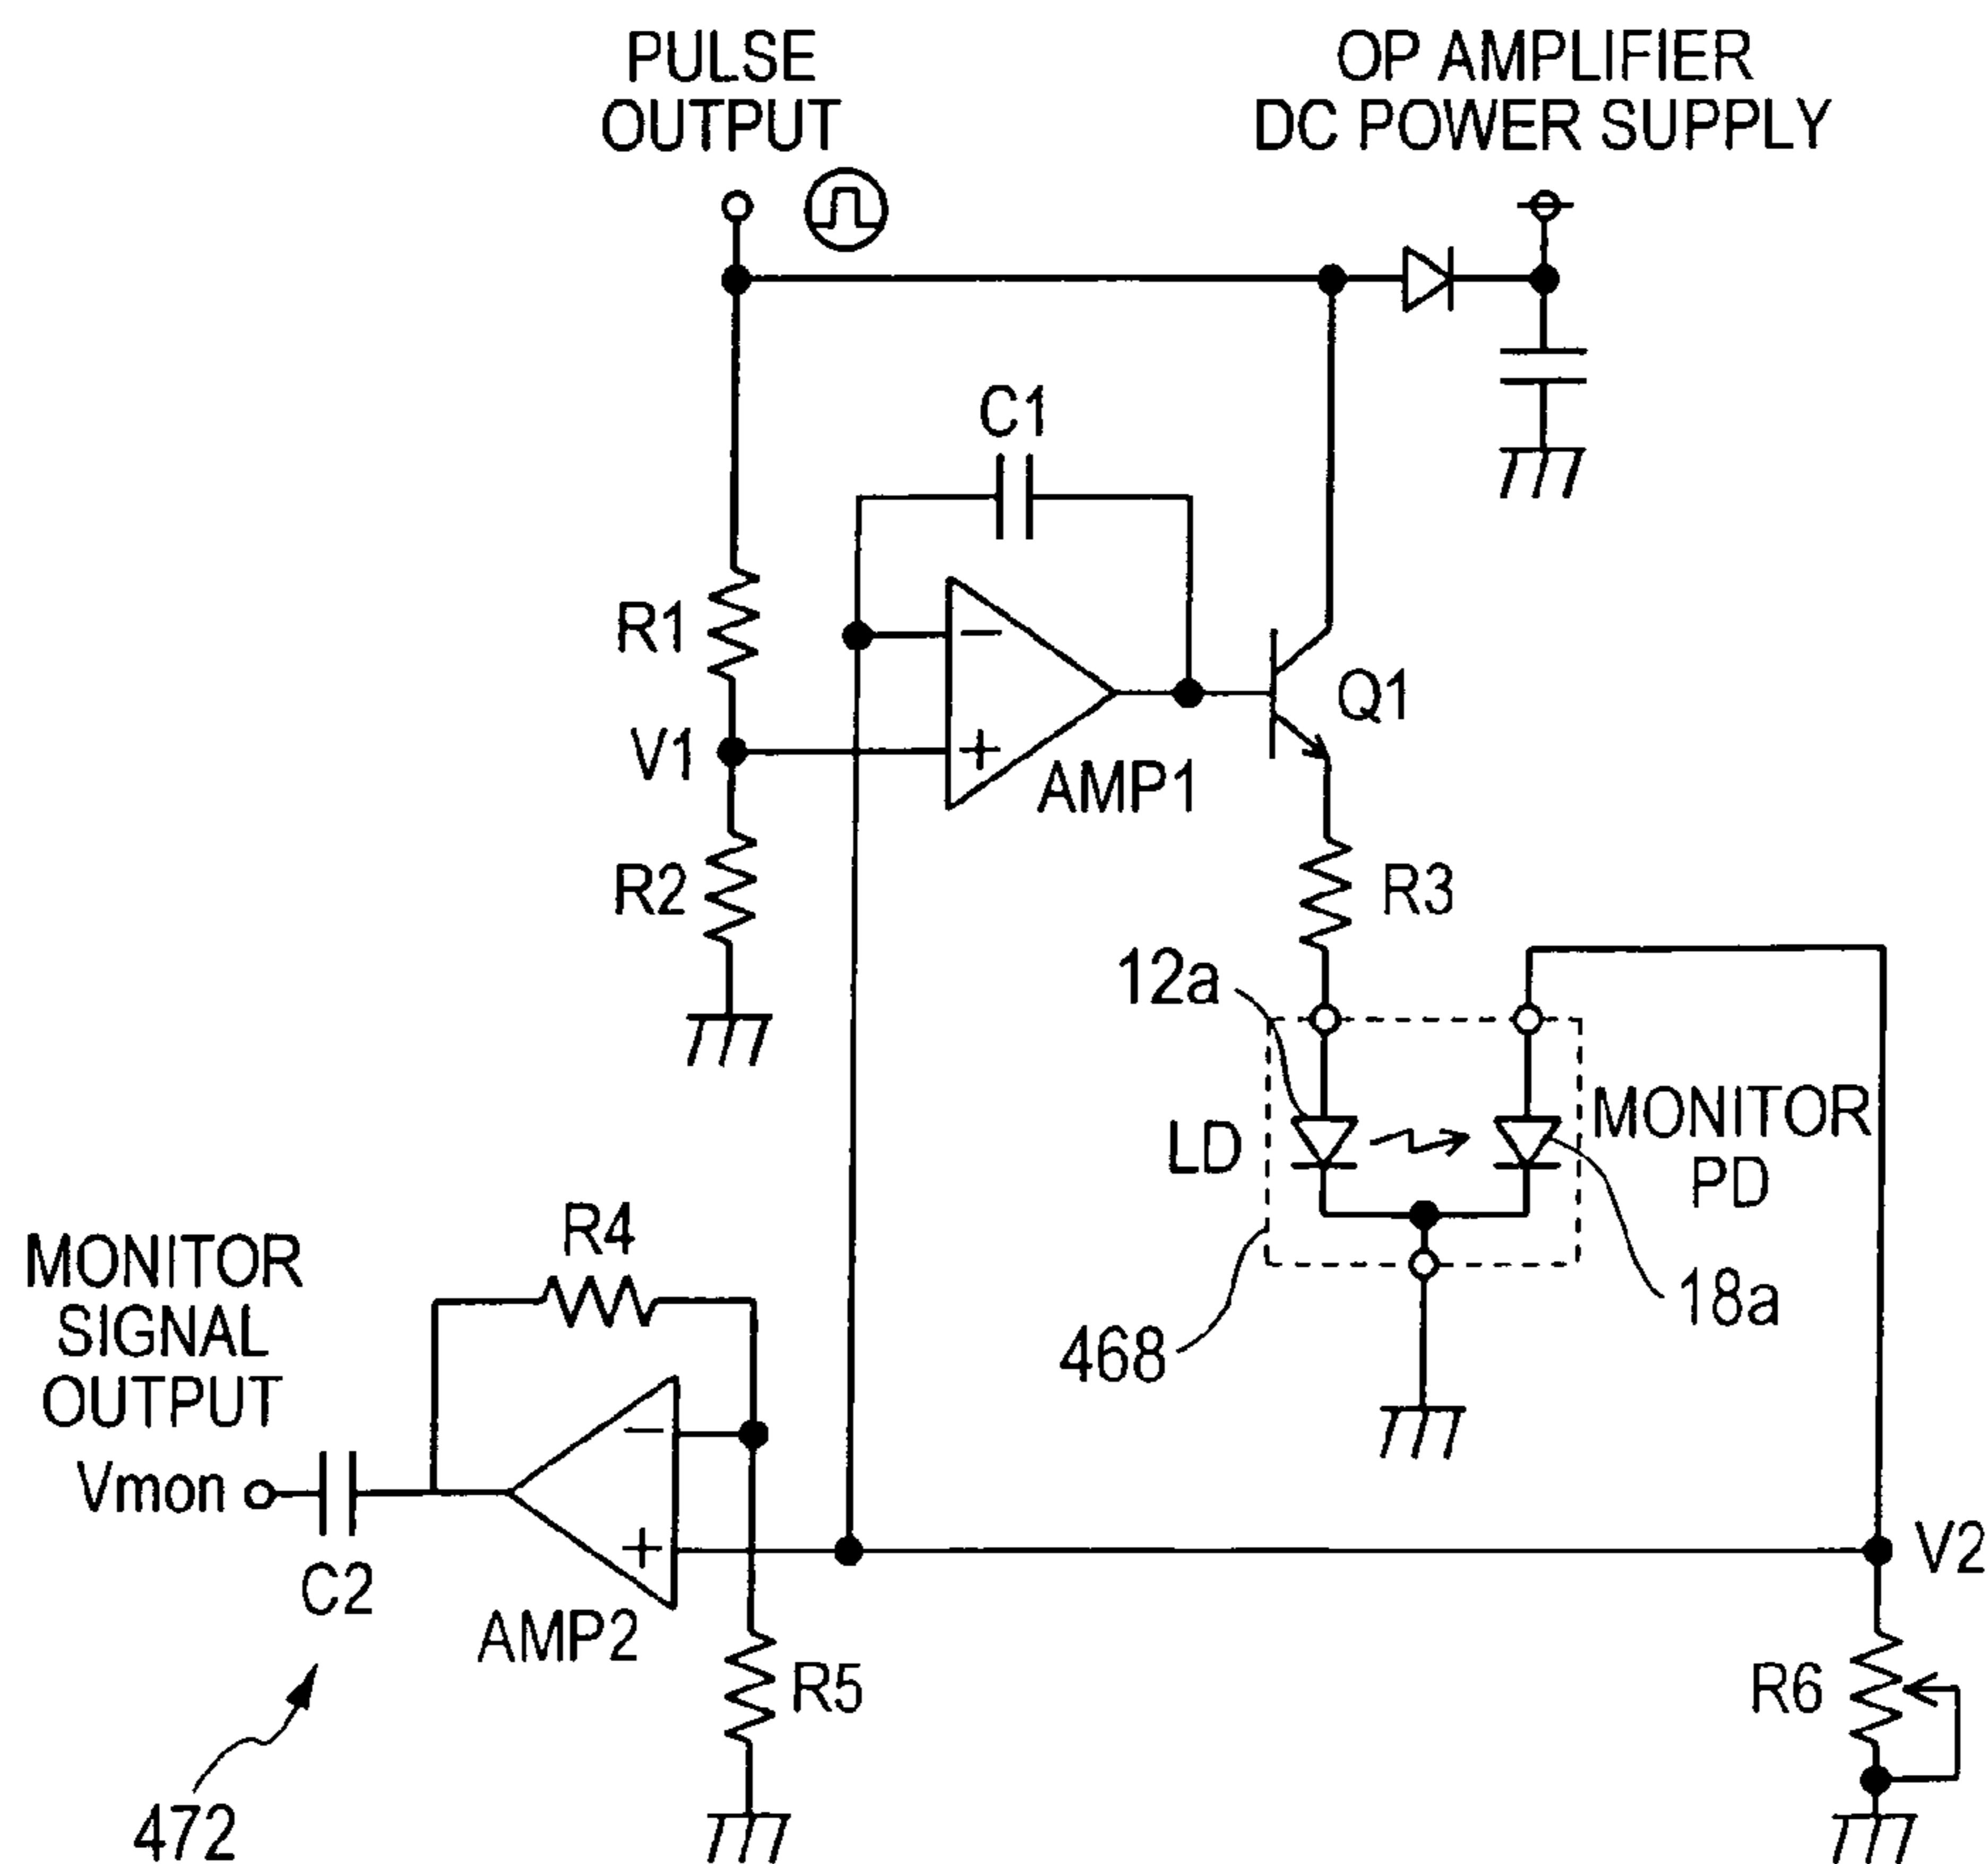 PULSE
OUTPUT
OP AMPLIFIER
DC POWER SUPPLY
C1
R1
−
Q1
V1
+
AMP1
R2
R3
12a
LD
MONITOR
PD
R4
MONITOR
SIGNAL
OUTPUT
18a
468
−
Vmon
+
V2
C2
AMP2
R5
R6
472